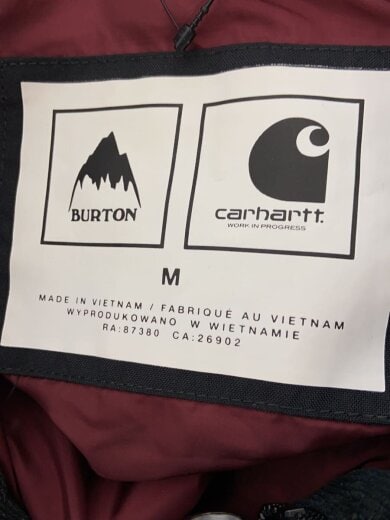 BURTON
carhartt.
WORK IN PROGRESS
M
MADE IN VIETNAM / FABRIQUÉ AU VIETNAM
WYPRODUKOWANO W WIETNAMIE
RA:87380 CA:26902